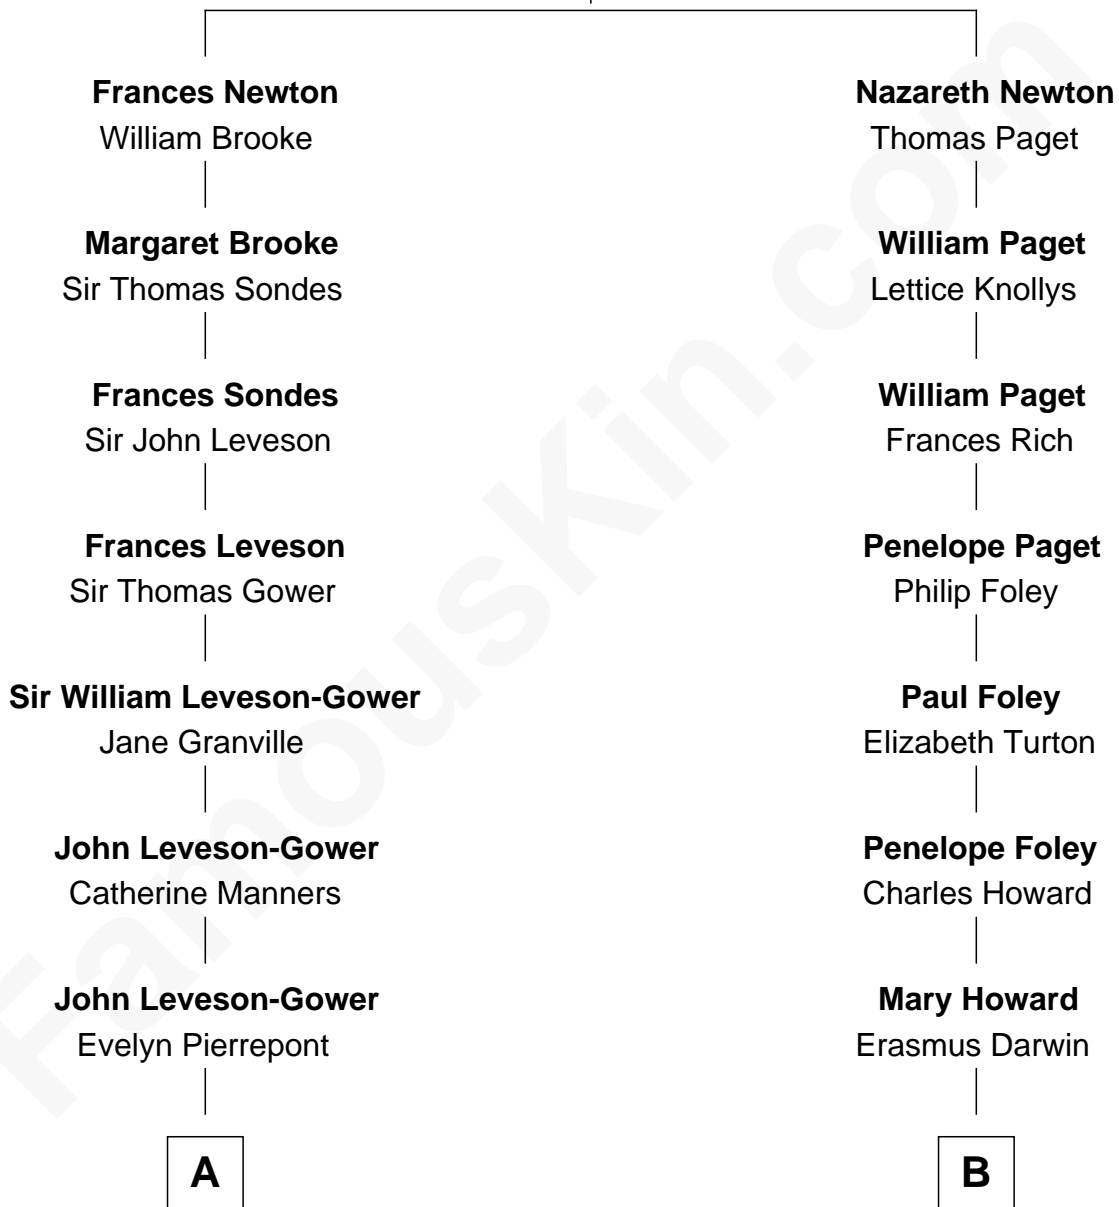 Frances Newton
William Brooke
Nazareth Newton
Thomas Paget
Margaret Brooke
Sir Thomas Sondes
William Paget
Lettice Knollys
Frances Sondes
Sir John Leveson
William Paget
Frances Rich
Frances Leveson
Sir Thomas Gower
Penelope Paget
Philip Foley
Sir William Leveson-Gower
Jane Granville
Paul Foley
Elizabeth Turton
John Leveson-Gower
Catherine Manners
Penelope Foley
Charles Howard
John Leveson-Gower
Evelyn Pierrepont
Mary Howard
Erasmus Darwin
A
B
FamousKin.com